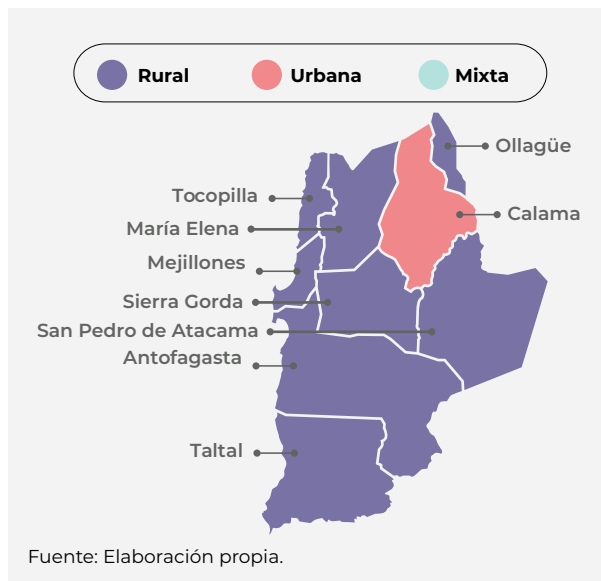 Rural Urbana Mixta
Ollagüe
Tocopilla
Calama
María Elena
Mejillones
Sierra Gorda
San Pedro de Atacama
Antofagasta
Taltal
Fuente: Elaboración propia.